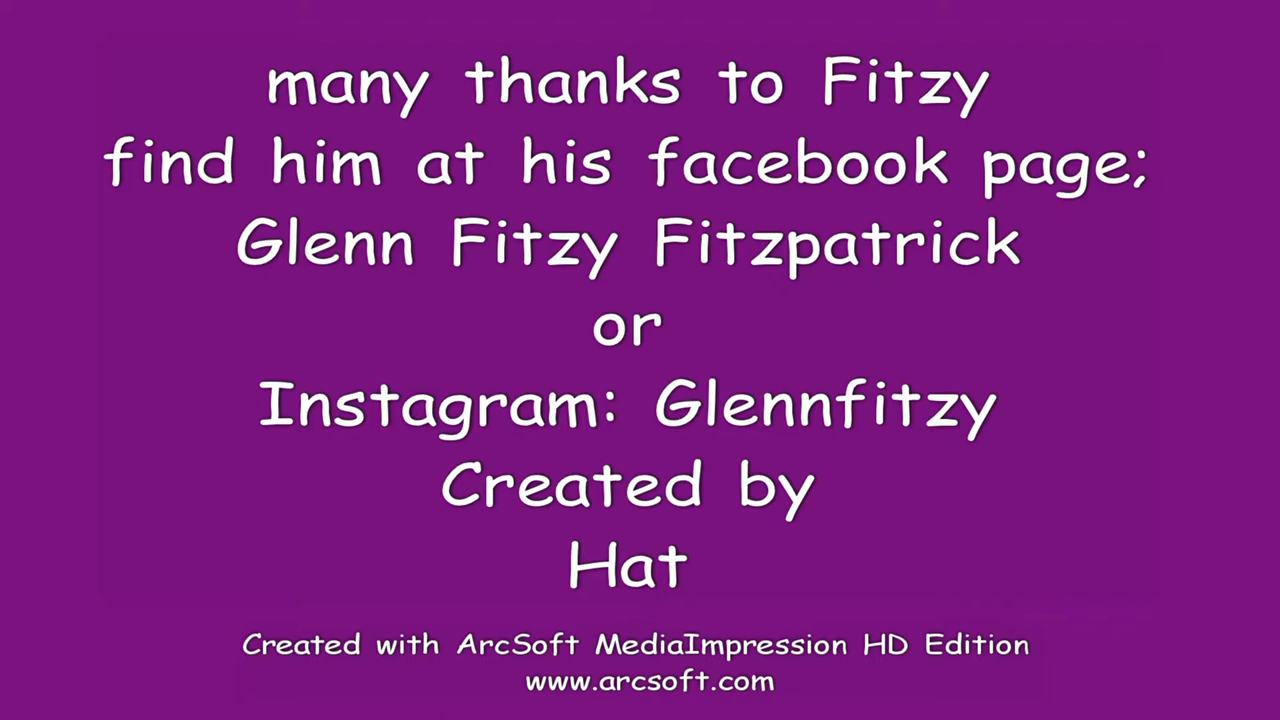 many thanks to Fitzy
find him at his facebook page;
Glenn Fitzy Fitzpatrick
or
Instagram: Glennfitzy
Created by
Hat
Created with ArcSoft MediaImpression HD Edition
www.arcsoft.com